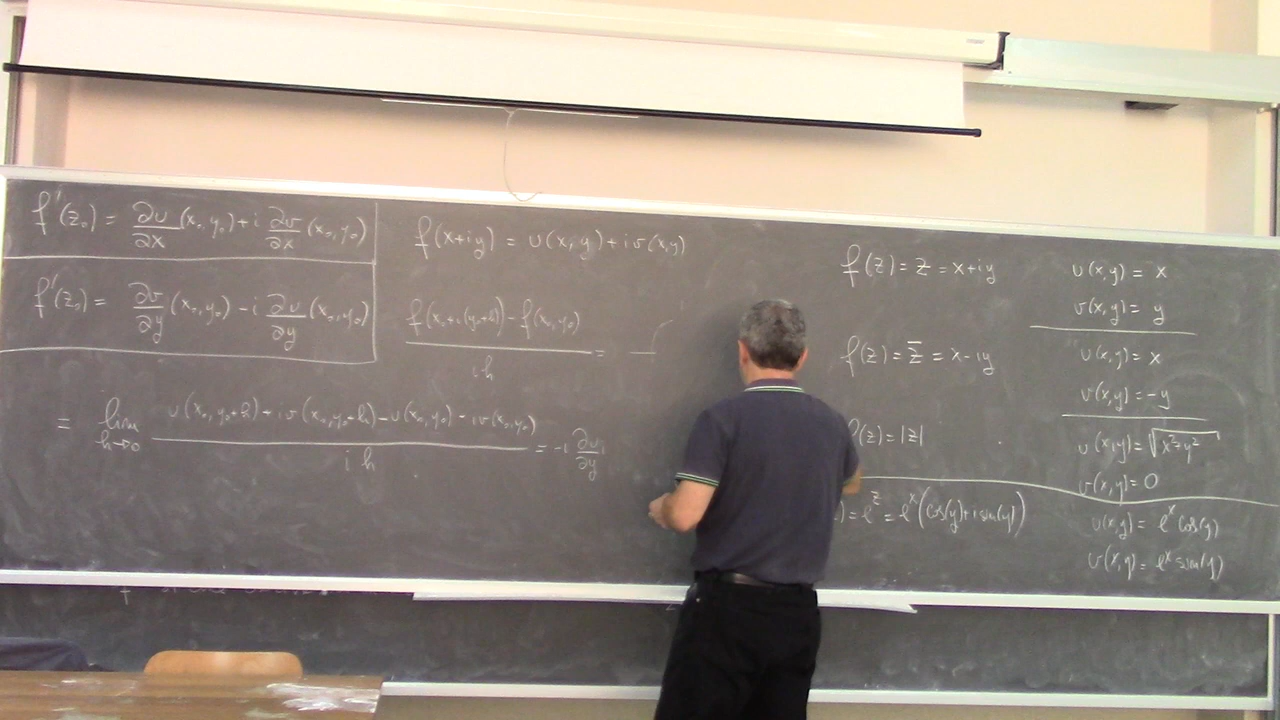 f'(z₀) = ∂u/∂x (x₀,y₀) + i ∂v/∂x (x₀,y₀)
f'(z₀) = ∂v/∂y (x₀,y₀) - i ∂u/∂y (x₀,y₀)
f(x+iy) = u(x,y) + iv(x,y)
f(x₀+i(y₀+h)) - f(x₀,y₀) / ih =
= lim h→0 u(x₀,y₀+h) + iv(x₀,y₀+h) - u(x₀,y₀) - iv(x₀,y₀) / ih = -i ∂u/∂y
f(z) = z = x+iy
u(x,y) = x
v(x,y) = y
f(z) = z̅ = x-iy
u(x,y) = x
v(x,y) = -y
f(z) = |z|
u(x,y) = √x²+y²
v(x,y) = 0
) = e^z = e^x (cos(y)+i sin(y))
u(x,y) = e^x cos(y)
v(x,y) = e^x sin(y)